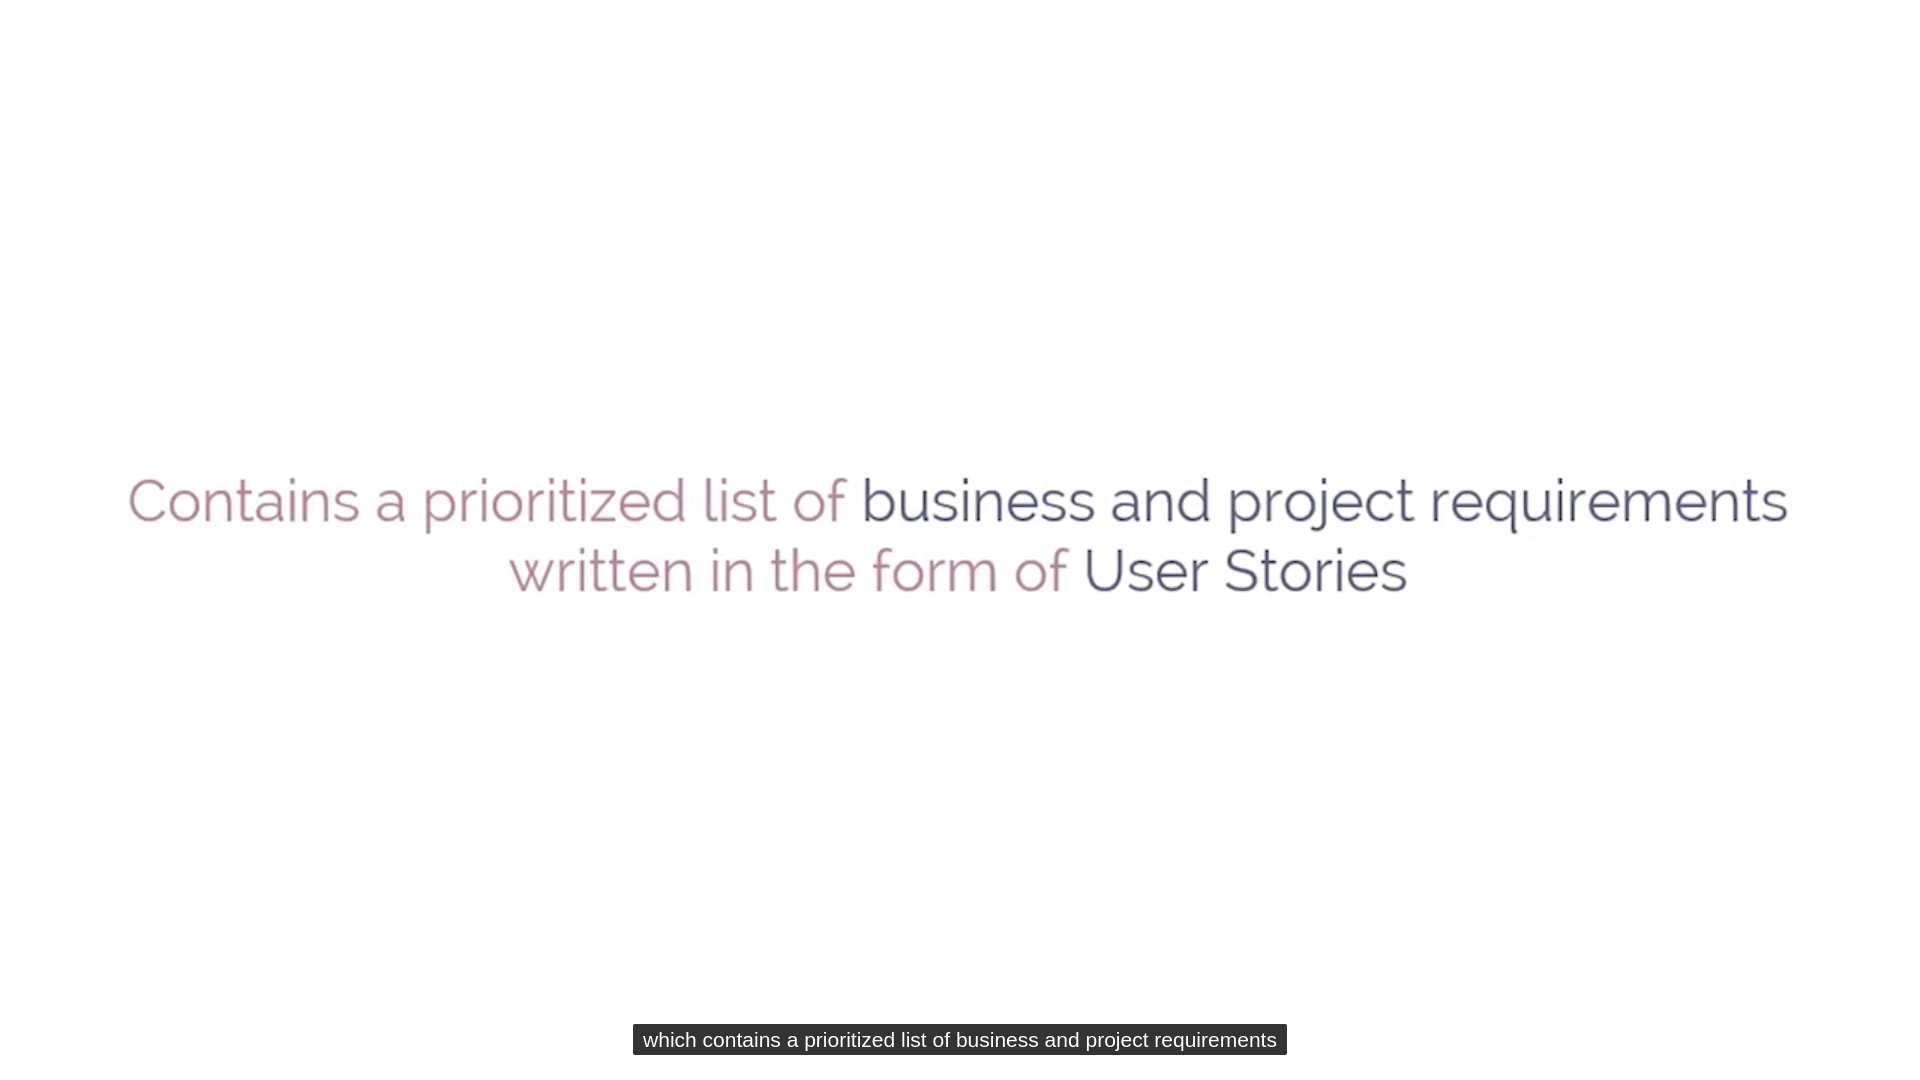 Contains a prioritized list of business and project requirements
written in the form of User Stories
which contains a prioritized list of business and project requirements